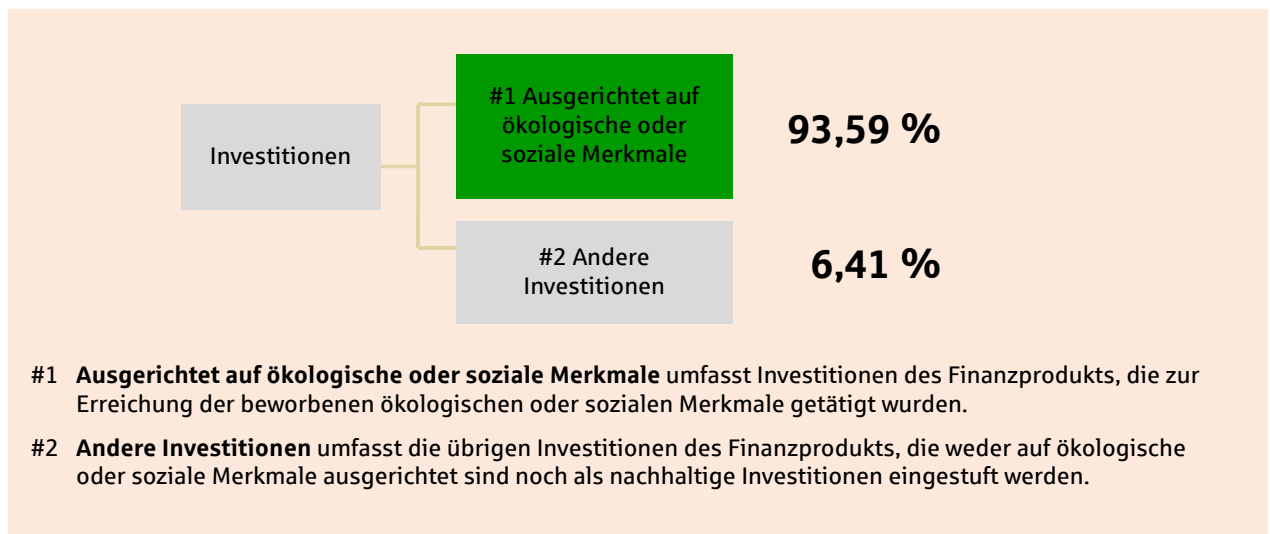 #1 Ausgerichtet auf
ökologische oder
soziale Merkmale
93,59 %
Investitionen
#2 Andere
Investitionen
6,41 %
#1 Ausgerichtet auf ökologische oder soziale Merkmale umfasst Investitionen des Finanzprodukts, die zur
Erreichung der beworbenen ökologischen oder sozialen Merkmale getätigt wurden.
#2 Andere Investitionen umfasst die übrigen Investitionen des Finanzprodukts, die weder auf ökologische
oder soziale Merkmale ausgerichtet sind noch als nachhaltige Investitionen eingestuft werden.